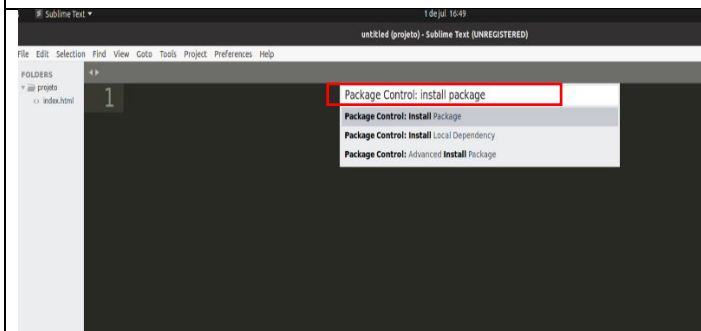 Sublime Text ▾
1 de jul 16:49
untitled (projeto) - Sublime Text (UNREGISTERED)
File Edit Selection Find View Goto Tools Project Preferences Help
FOLDERS
projeto
index.html
1
Package Control: install package
Package Control: Install Package
Package Control: Install Local Dependency
Package Control: Advanced Install Package